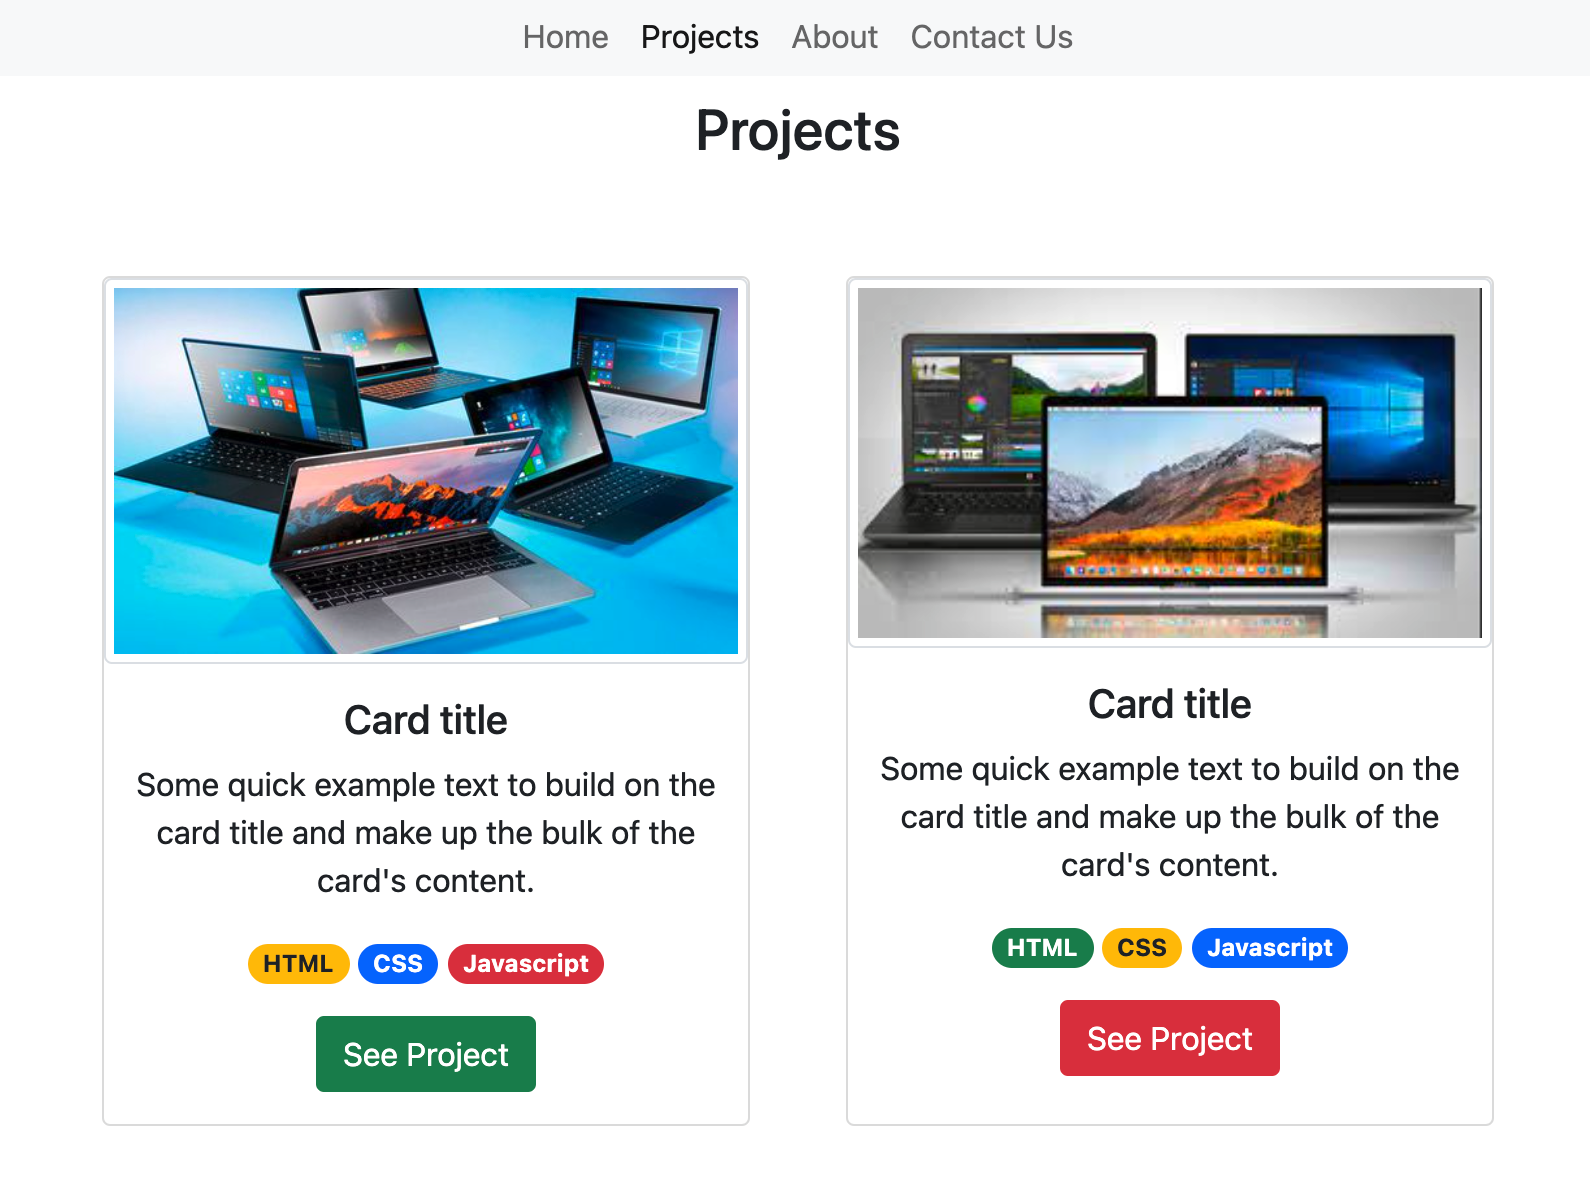 Home Projects About Contact Us
Projects
Card title
Some quick example text to build on the
card title and make up the bulk of the
card's content.
HTML CSS Javascript
See Project
Card title
Some quick example text to build on the
card title and make up the bulk of the
card's content.
HTML CSS Javascript
See Project